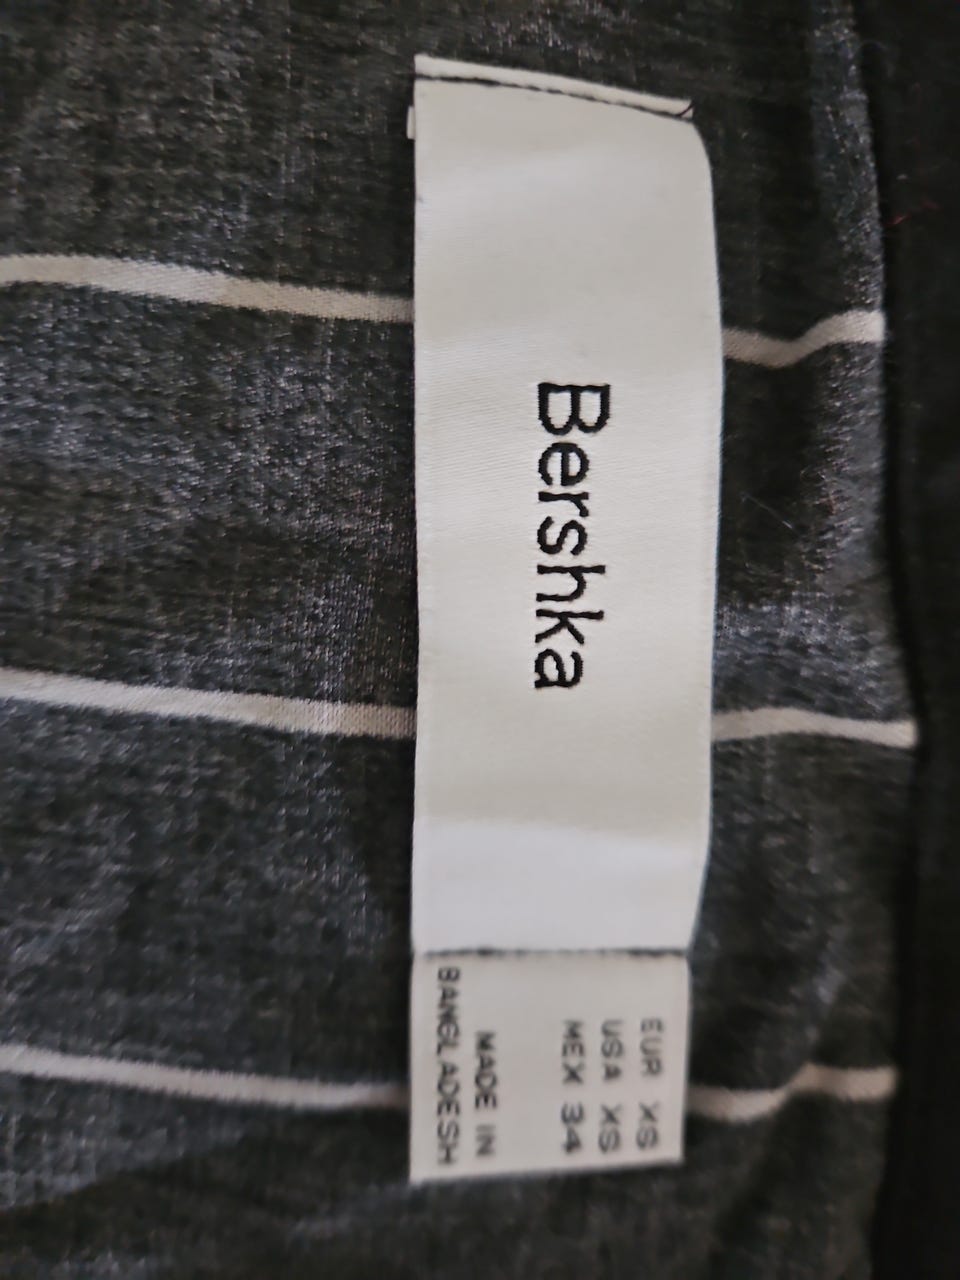 Bershka
EUR XS
USA XS
MEX 34
MADE IN
BANGLADESH